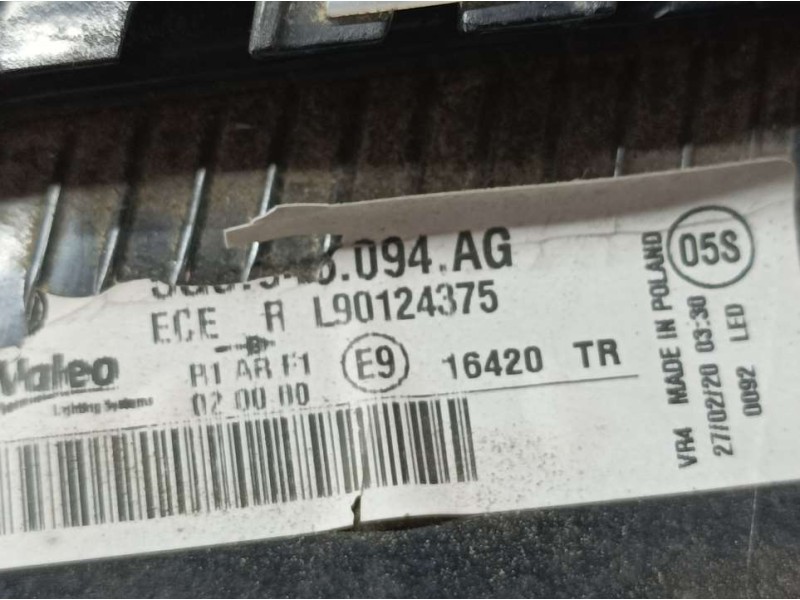 .094.AG
ECE R L90124375
Valeo
Lighting Systems
R1 AR F1
02 00 00
E9
16420 TR
05S
VR4 MADE IN POLAND
27/02/20 03:30
0092 LED